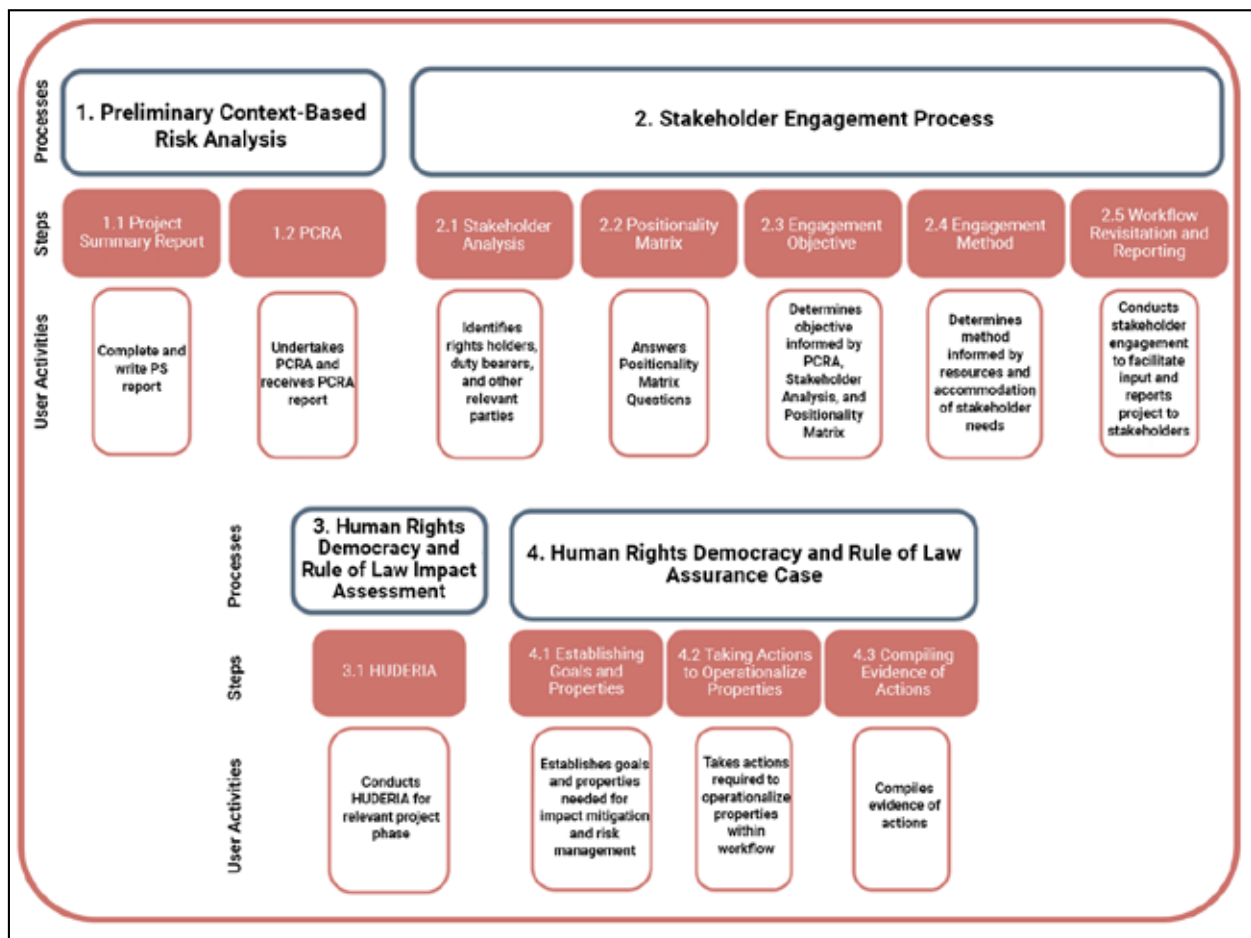 Processes
1. Preliminary Context-Based
Risk Analysis
2. Stakeholder Engagement Process
Steps
1.1 Project
Summary Report
1.2 PCRA
2.1 Stakeholder
Analysis
2.2 Positionality
Matrix
2.3 Engagement
Objective
2.4 Engagement
Method
2.5 Workflow
Revisitation and
Reporting
User Activities
Complete and
write PS
report
Undertakes
PCRA and
receives PCRA
report
Identifies
rights holders,
duty bearers,
and other
relevant
parties
Answers
Positionality
Matrix
Questions
Determines
objective
informed by
PCRA,
Stakeholder
Analysis, and
Positionality
Matrix
Determines
method
informed by
resources and
accommodation
of stakeholder
needs
Conducts
stakeholder
engagement
to facilitate
input and
reports
project to
stakeholders
Processes
3. Human Rights
Democracy and
Rule of Law Impact
Assessment
4. Human Rights Democracy and Rule of Law
Assurance Case
Steps
3.1 HUDERIA
4.1 Establishing
Goals and
Properties
4.2 Taking Actions
to Operationalize
Properties
4.3 Compiling
Evidence of
Actions
User Activities
Conducts
HUDERIA for
relevant project
phase
Establishes goals
and properties
needed for
impact mitigation
and risk
management
Takes actions
required to
operationalize
properties
within
workflow
Compiles
evidence of
actions